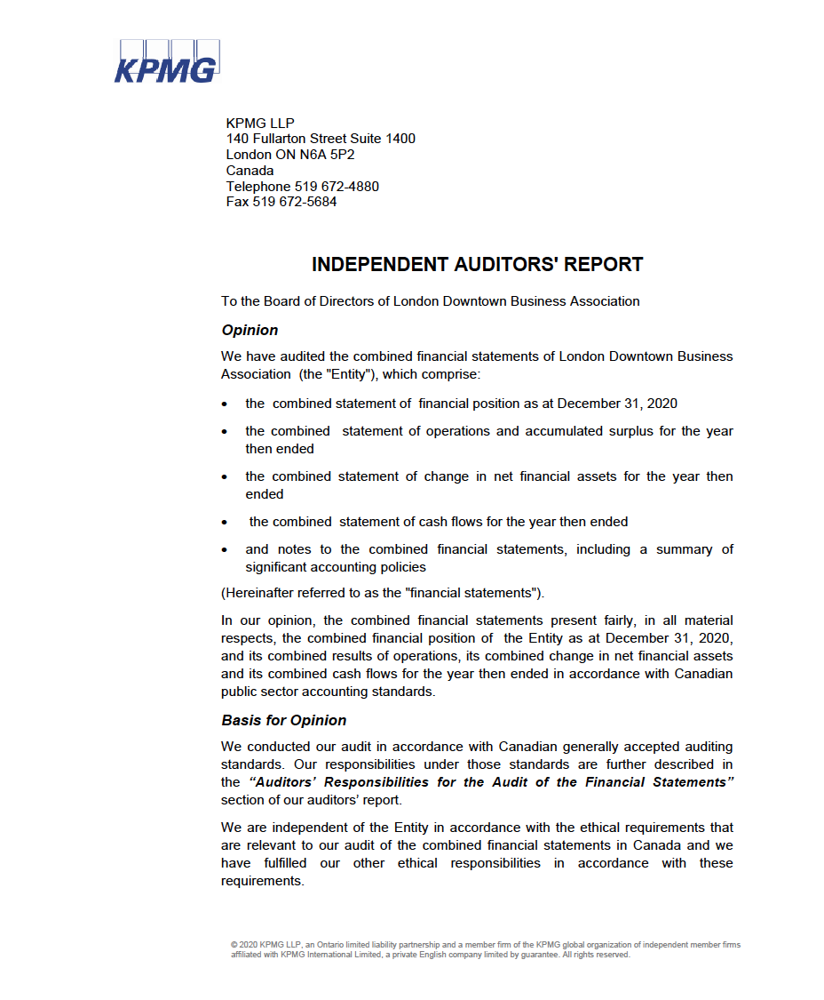 KPMG
KPMG LLP
140 Fullarton Street Suite 1400
London ON N6A 5P2
Canada
Telephone 519 672-4880
Fax 519 672-5684
INDEPENDENT AUDITORS' REPORT
To the Board of Directors of London Downtown Business Association
Opinion
We have audited the combined financial statements of London Downtown Business
Association (the "Entity"), which comprise:
• the combined statement of financial position as at December 31, 2020
• the combined statement of operations and accumulated surplus for the year
then ended
• the combined statement of change in net financial assets for the year then
ended
• the combined statement of cash flows for the year then ended
• and notes to the combined financial statements, including a summary of
significant accounting policies
(Hereinafter referred to as the "financial statements").
In our opinion, the combined financial statements present fairly, in all material
respects, the combined financial position of the Entity as at December 31, 2020,
and its combined results of operations, its combined change in net financial assets
and its combined cash flows for the year then ended in accordance with Canadian
public sector accounting standards.
Basis for Opinion
We conducted our audit in accordance with Canadian generally accepted auditing
standards. Our responsibilities under those standards are further described in
the “Auditors’ Responsibilities for the Audit of the Financial Statements”
section of our auditors’ report.
We are independent of the Entity in accordance with the ethical requirements that
are relevant to our audit of the combined financial statements in Canada and we
have fulfilled our other ethical responsibilities in accordance with these
requirements.
© 2020 KPMG LLP, an Ontario limited liability partnership and a member firm of the KPMG global organization of independent member firms
affiliated with KPMG International Limited, a private English company limited by guarantee. All rights reserved.